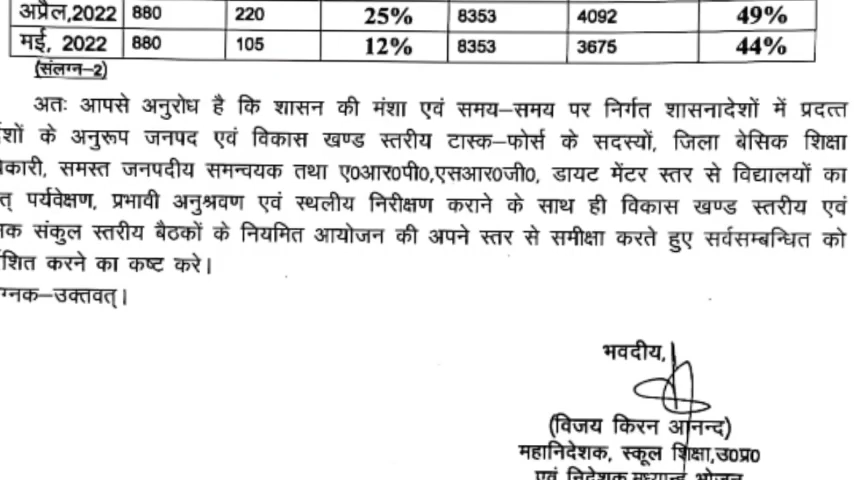 अप्रैल,2022 880 220 25% 8353 4092 49%
मई, 2022 880 105 12% 8353 3675 44%
(संलग्न–2)
अतः आपसे अनुरोध है कि शासन की मंशा एवं समय–समय पर निर्गत शासनादेशों में प्रदत्त
के अनुरूप जनपद एवं विकास खण्ड स्तरीय टास्क–फोर्स के सदस्यों, जिला बेसिक शिक्षा
समस्त जनपदीय समन्वयक तथा ए0आर0पी0,एसआर0जी0, डायट मेंटर स्तर से विद्यालयों का
पर्यवेक्षण, प्रभावी अनुश्रवण एवं स्थलीय निरीक्षण कराने के साथ ही विकास खण्ड स्तरीय एवं
संकुल स्तरीय बैठकों के नियमित आयोजन की अपने स्तर से समीक्षा करते हुए सर्वसम्बन्धित को
करने का कष्ट करे।
–उक्तवत्।
भवदीय,
(विजय किरन आनन्द)
महानिदेशक, स्कूल शिक्षा,उ0प्र0
एवं निदेशक,मध्यान्ह भोजन